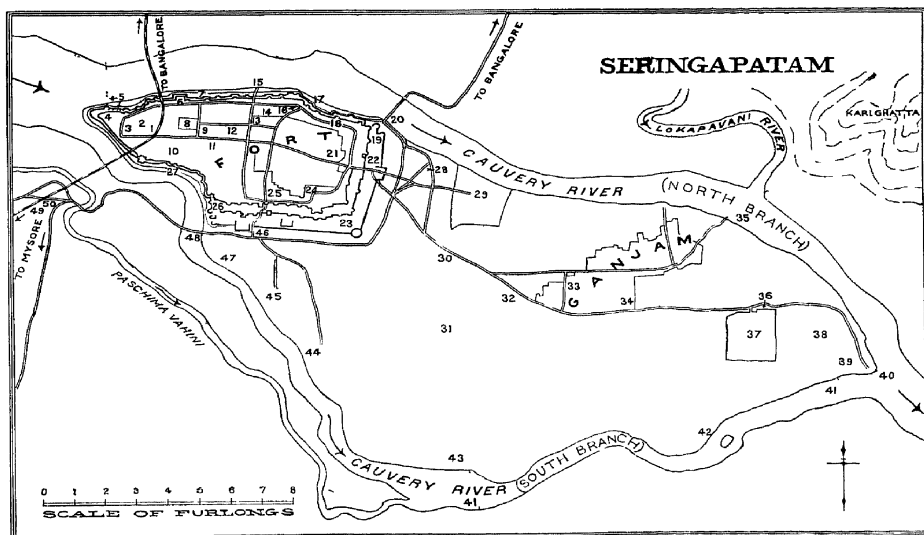 SERINGAPATAM
TO BANGALORE
TO BANGALORE
KARIGHATTA
LOKAPAVANI RIVER
CAUVERY RIVER (NORTH BRANCH)
FORT
GANJAM
TO MYSORE
PASCHIMA VAHINI
CAUVERY RIVER (SOUTH BRANCH)
1 2 3 4 4-5 7 8 9 10 11 12 14 15 16 17 18 19 20
21 22 23 24 25 26 27 28 29
30 31 32 33 34 35 36 37 38 39 40
41 42 43 41 44 45 46 47 48 49 50
0 1 2 3 4 5 6 7 8
SCALE OF FURLONGS